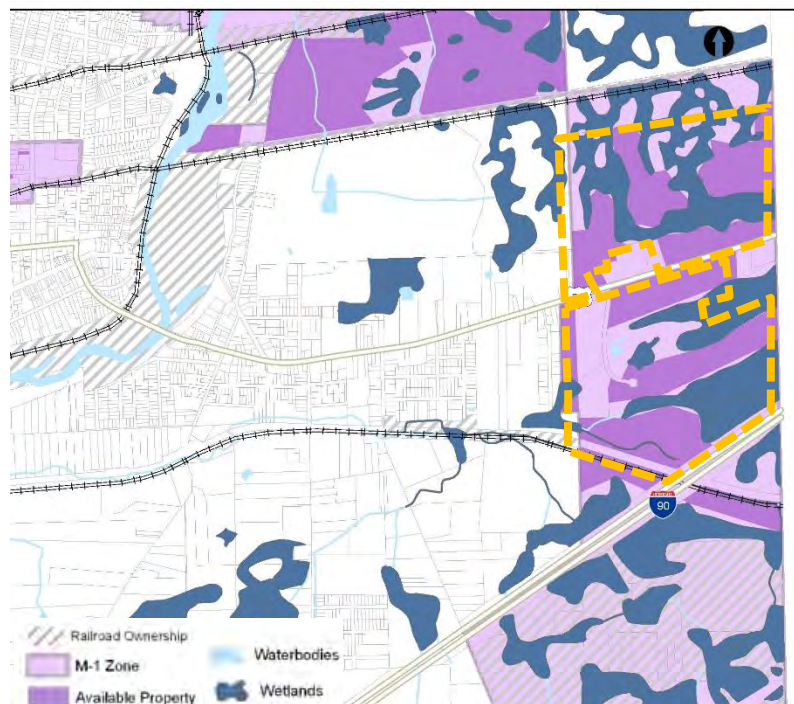 90
Railroad Ownership
M-1 Zone
Available Property
Waterbodies
Wetlands